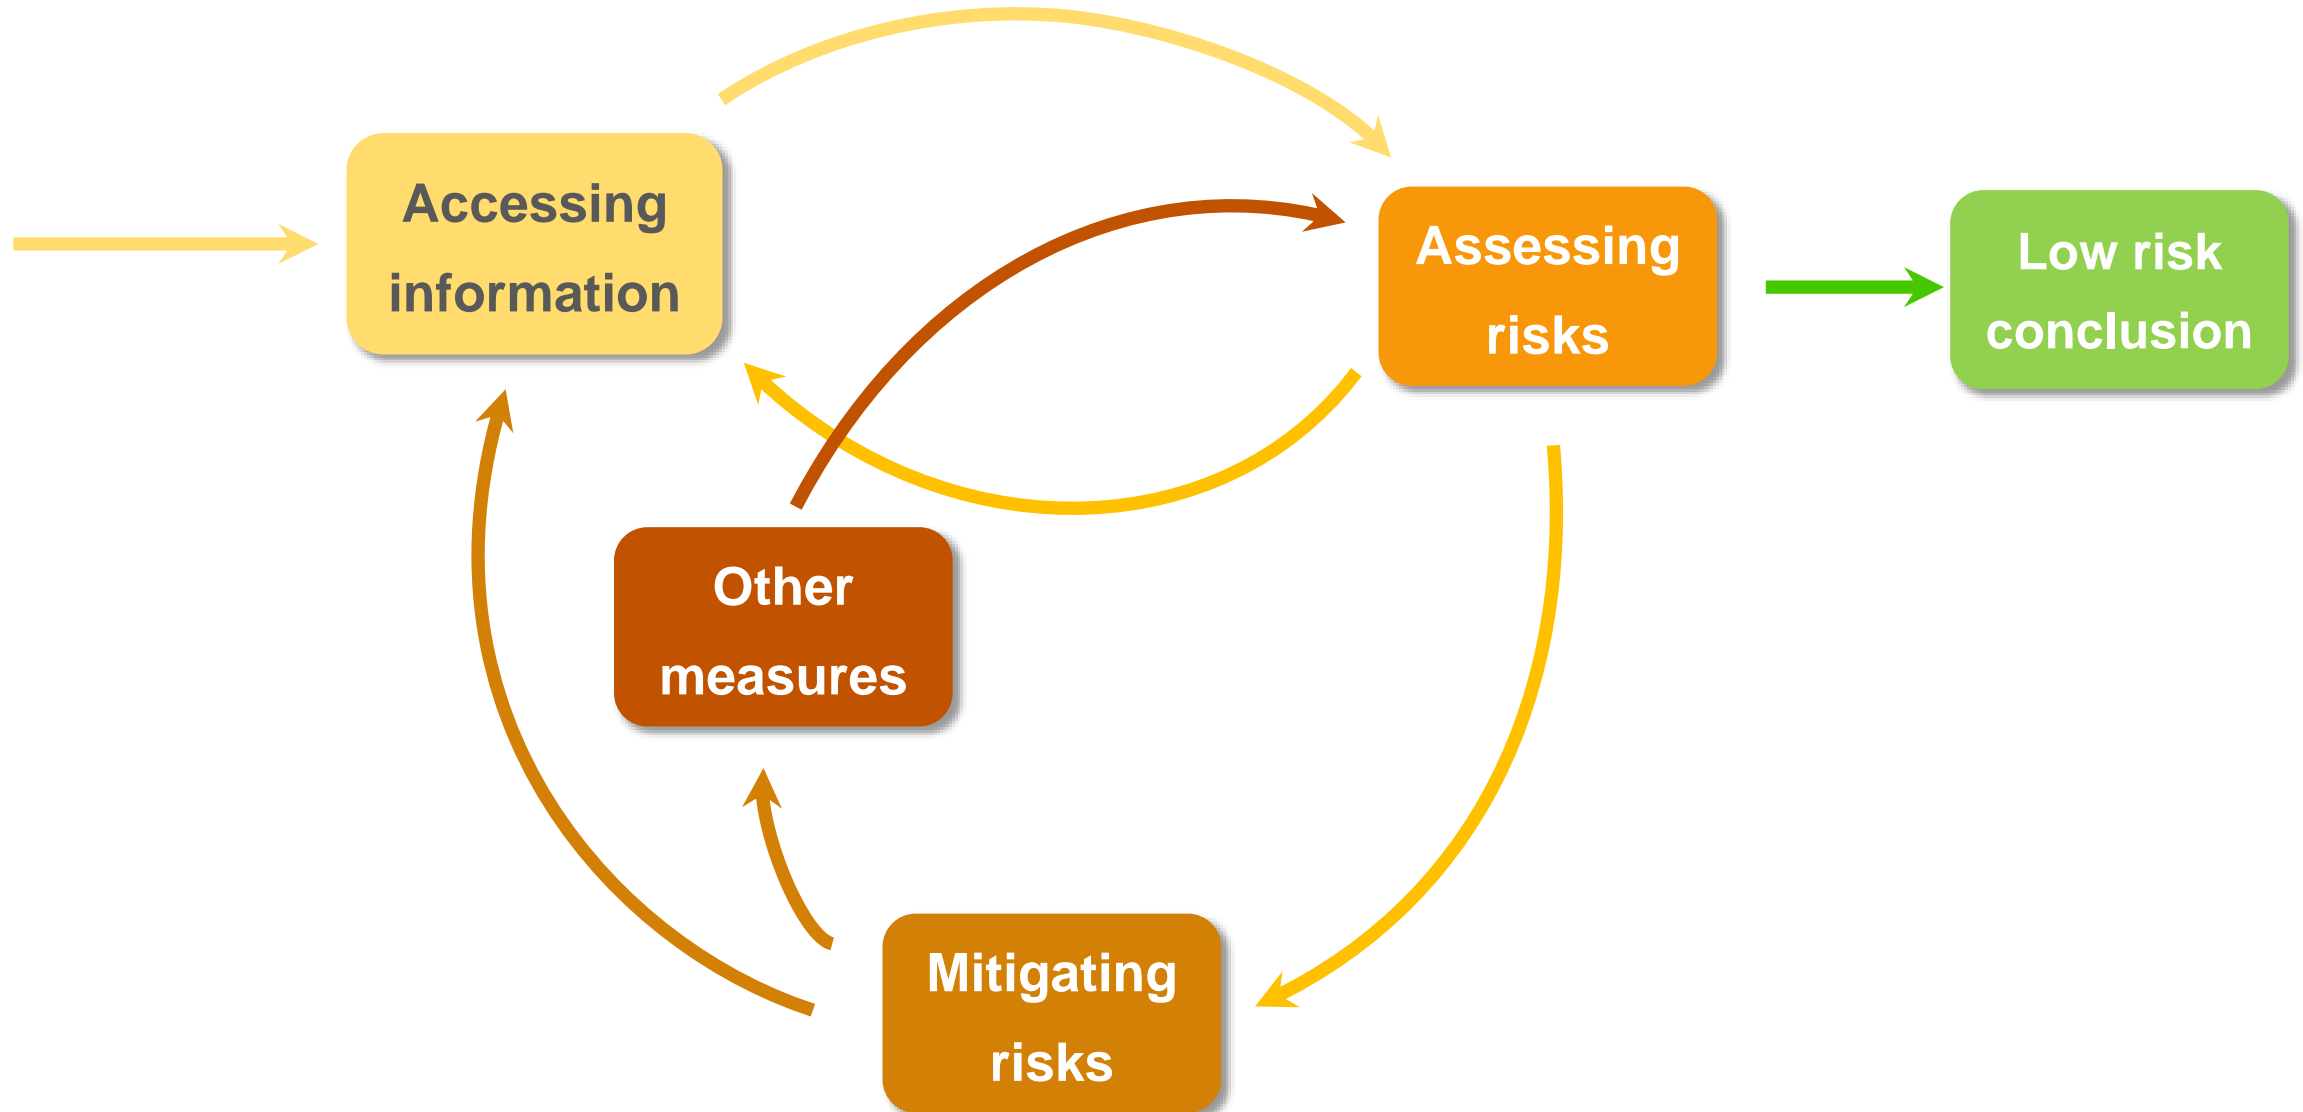 Accessing
information
Assessing
risks
Low risk
conclusion
Other
measures
Mitigating
risks